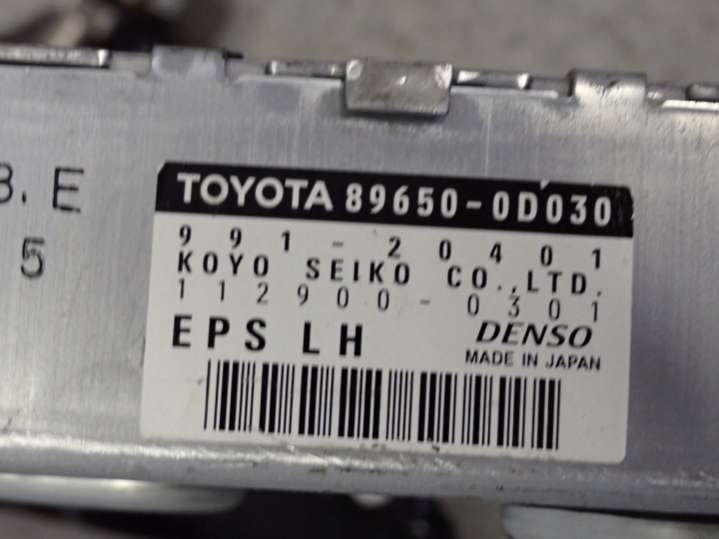 B.E
5
TOYOTA 89650-0D030
991-20401
KOYO SEIKO CO.,LTD.
112900-0301
EPS LH
DENSO
MADE IN JAPAN